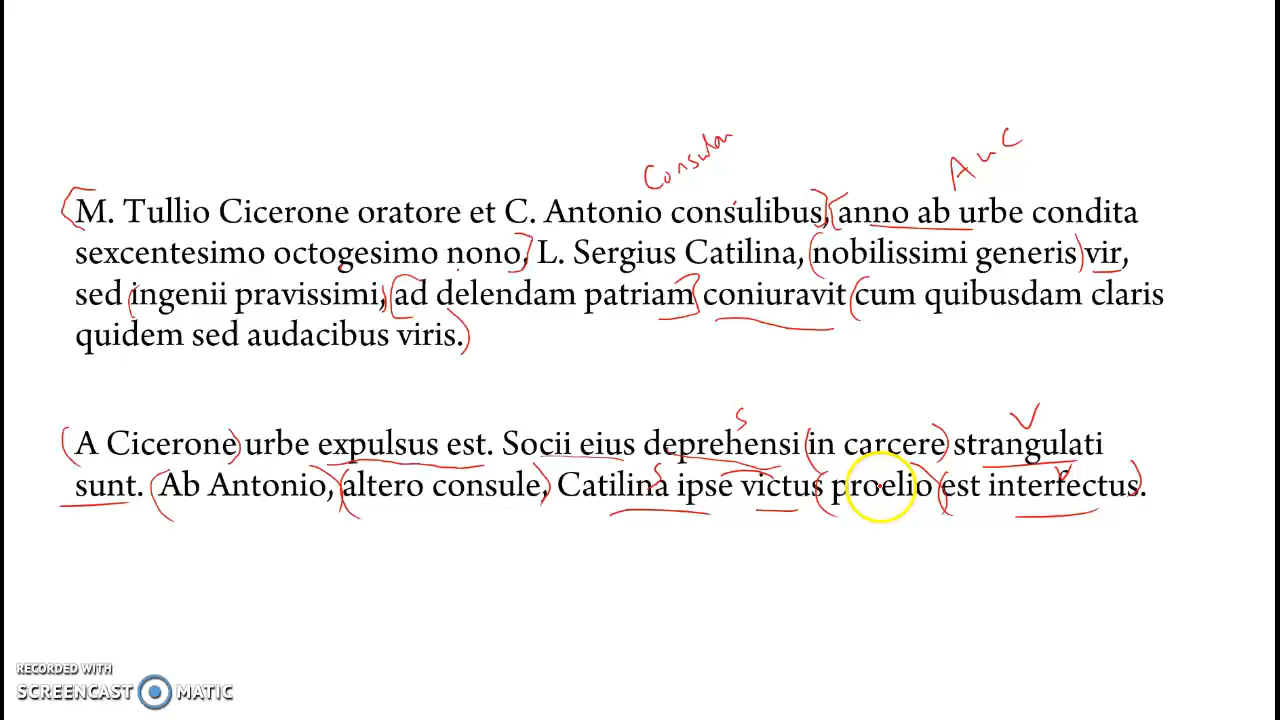 Consular
AUC
M. Tullio Cicerone oratore et C. Antonio consulibus, anno ab urbe condita
sexcentesimo octogesimo nono, L. Sergius Catilina, nobilissimi generis vir,
sed ingenii pravissimi, ad delendam patriam coniuravit cum quibusdam claris
quidem sed audacibus viris.
S
V
A Cicerone urbe expulsus est. Socii eius deprehensi in carcere strangulati
S
V
sunt. Ab Antonio, altero consule, Catilina ipse victus proelio est interfectus.
RECORDED WITH
SCREENCAST MATIC